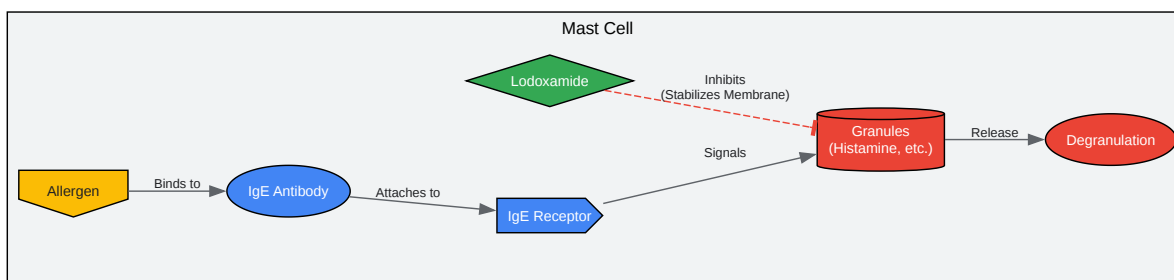 Mast Cell
Lodoxamide
Inhibits
(Stabilizes Membrane)
Granules
(Histamine, etc.)
Release
Degranulation
Signals
Allergen
Binds to
IgE Antibody
Attaches to
IgE Receptor